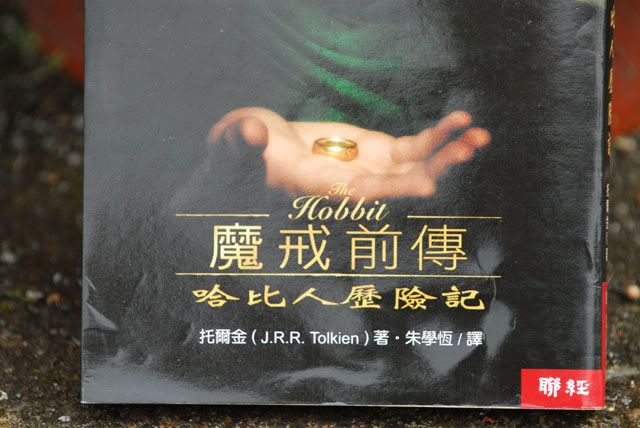 The
Hobbit
魔戒前傳
哈比人歷險記
托爾金 ( J.R.R. Tolkien ) 著・朱學恆 / 譯
聯經